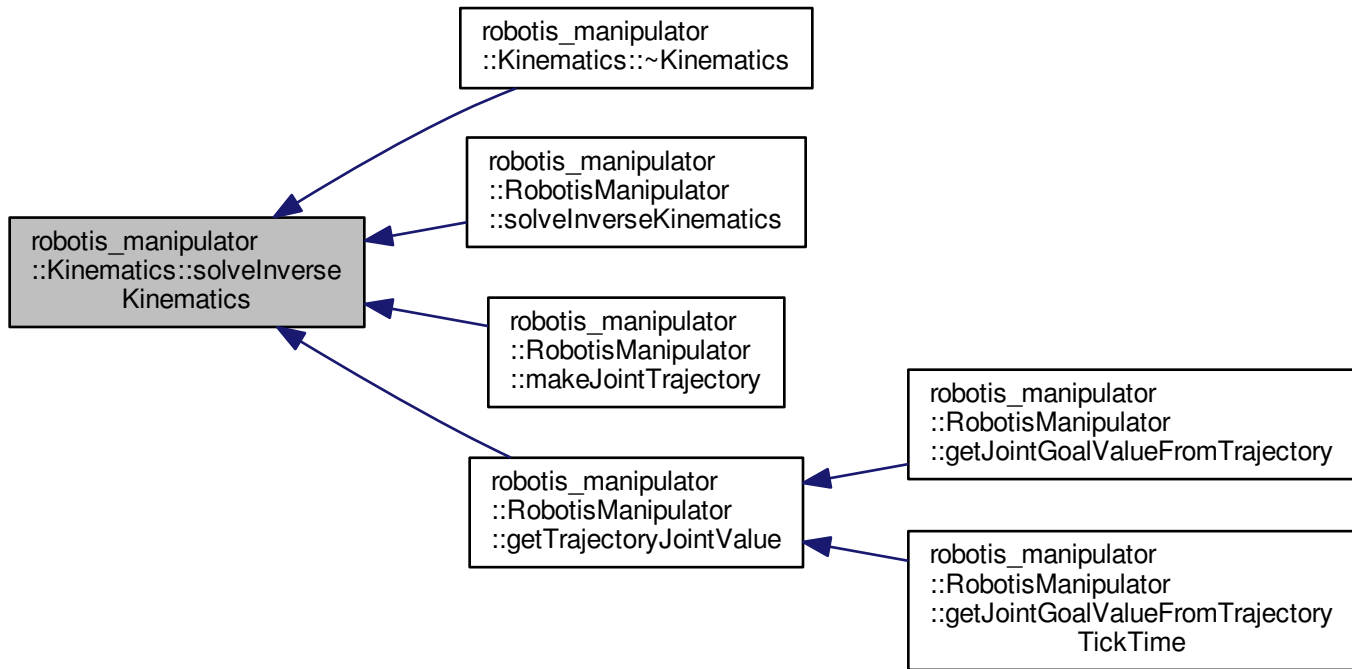 robotis_manipulator
::Kinematics::~Kinematics
robotis_manipulator
::RobotisManipulator
::solveInverseKinematics
robotis_manipulator
::Kinematics::solveInverse
Kinematics
robotis_manipulator
::RobotisManipulator
::makeJointTrajectory
robotis_manipulator
::RobotisManipulator
::getTrajectoryJointValue
robotis_manipulator
::RobotisManipulator
::getJointGoalValueFromTrajectory
robotis_manipulator
::RobotisManipulator
::getJointGoalValueFromTrajectory
TickTime